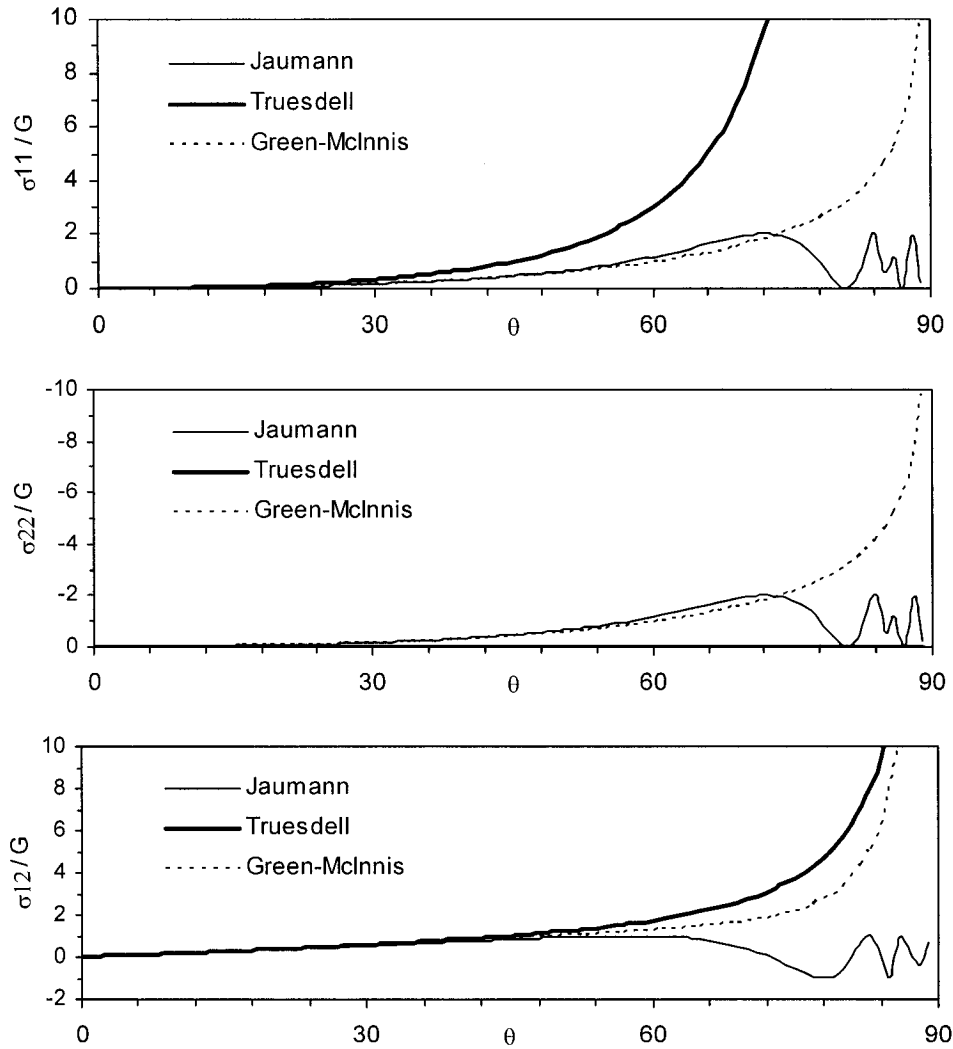 10
8
6
4
2
0
σ11 / G
Jaumann
Truesdell
Green-McInnis
0
30
θ
60
90
-10
-8
-6
-4
-2
0
σ22 / G
Jaumann
Truesdell
Green-McInnis
0
30
θ
60
90
10
8
6
4
2
0
-2
σ12 / G
Jaumann
Truesdell
Green-McInnis
0
30
θ
60
90